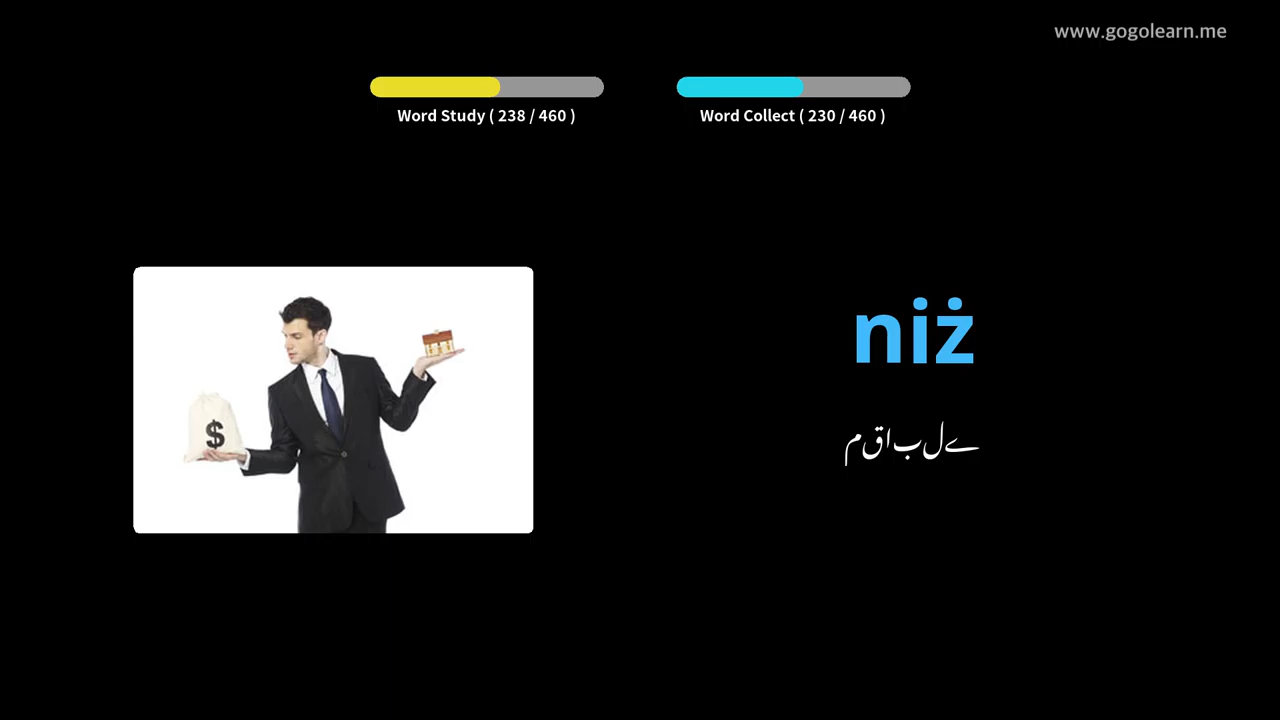 www.gogolearn.me
Word Study ( 238 / 460 )
Word Collect ( 230 / 460 )
$
niż
مقابلے